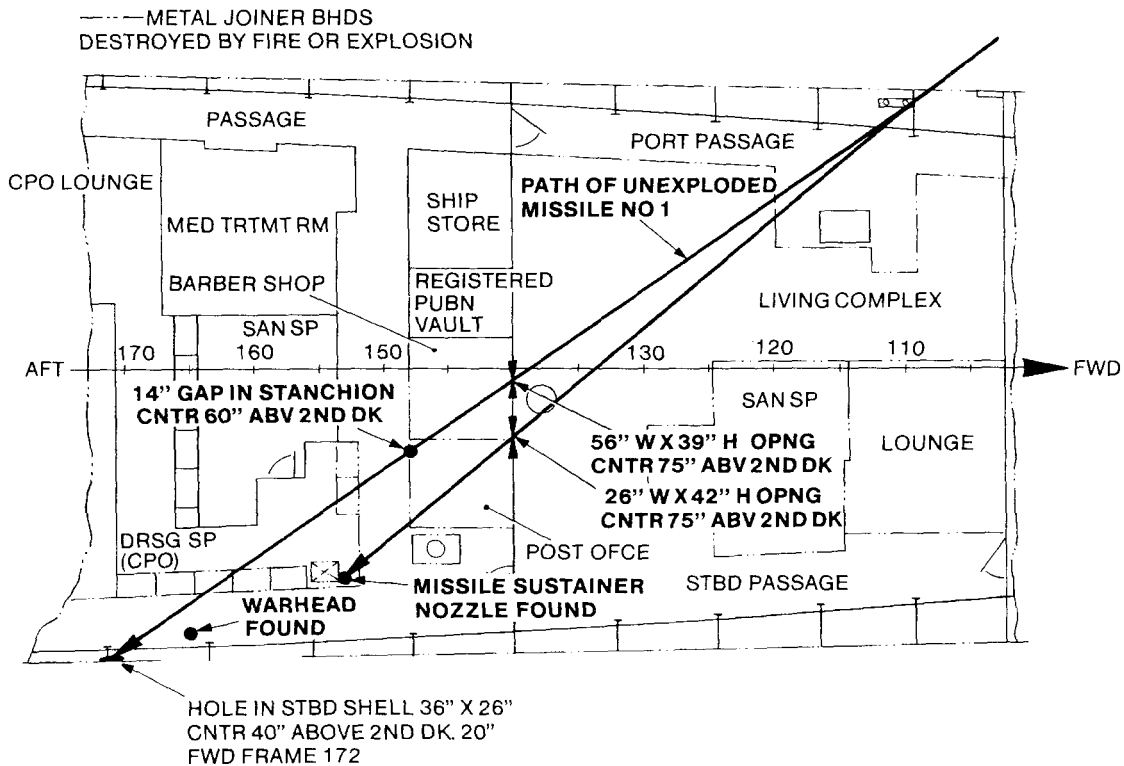 —··—METAL JOINER BHDS
DESTROYED BY FIRE OR EXPLOSION
PASSAGE
PORT PASSAGE
CPO LOUNGE
MED TRTMT RM
SHIP
STORE
PATH OF UNEXPLODED
MISSILE NO 1
BARBER SHOP
REGISTERED
PUBN
VAULT
LIVING COMPLEX
SAN SP
AFT
170
160
150
130
120
110
FWD
14" GAP IN STANCHION
CNTR 60" ABV 2ND DK
SAN SP
LOUNGE
56" W X 39" H OPNG
CNTR 75" ABV 2ND DK
26" W X 42" H OPNG
CNTR 75" ABV 2ND DK
DRSG SP
(CPO)
POST OFCE
STBD PASSAGE
MISSILE SUSTAINER
NOZZLE FOUND
WARHEAD
FOUND
HOLE IN STBD SHELL 36" X 26"
CNTR 40" ABOVE 2ND DK. 20"
FWD FRAME 172